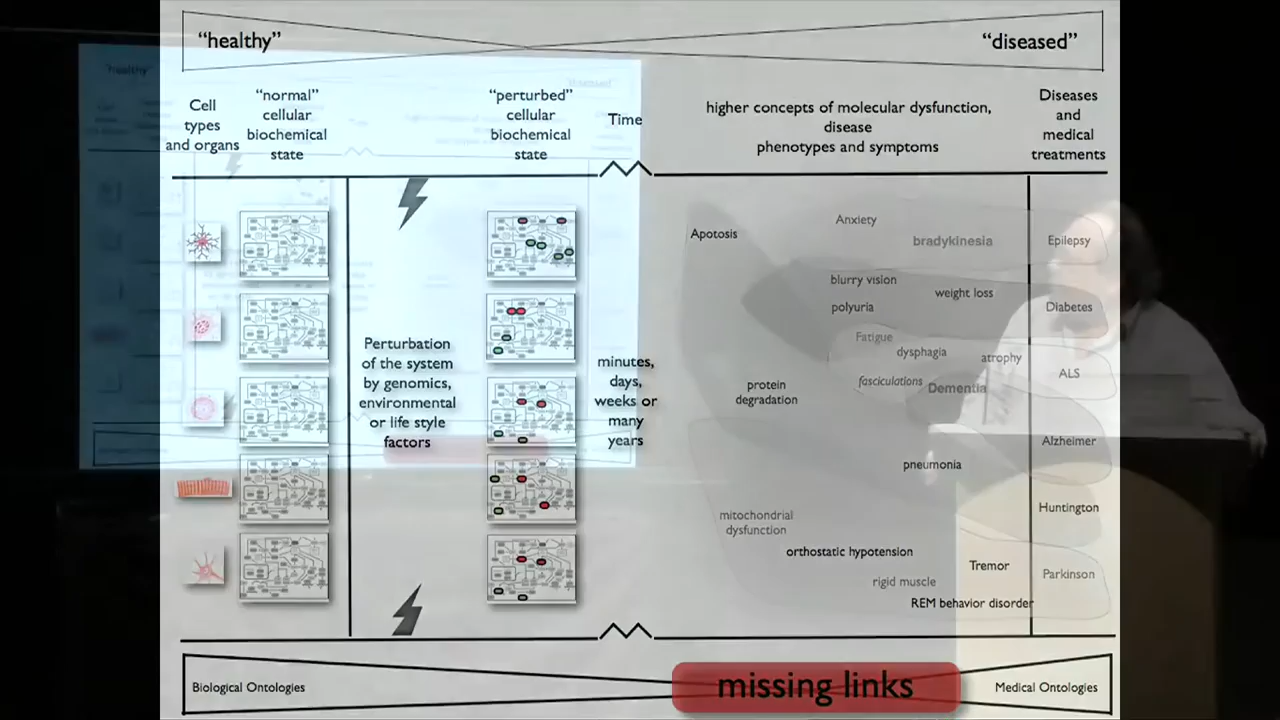 “healthy”
“diseased”
Cell
types
and organs
“normal”
cellular
biochemical
state
“perturbed”
cellular
biochemical
state
Time
higher concepts of molecular dysfunction,
disease
phenotypes and symptoms
Diseases
and
medical
treatments
Perturbation
of the system
by genomics,
environmental
or life style
factors
minutes,
days,
weeks or
many
years
Apotosis
Anxiety
bradykinesia
blurry vision
weight loss
polyuria
Fatigue
dysphagia
atrophy
fasciculations
Dementia
protein
degradation
pneumonia
mitochondrial
dysfunction
orthostatic hypotension
Tremor
rigid muscle
REM behavior disorder
Epilepsy
Diabetes
ALS
Alzheimer
Huntington
Parkinson
Biological Ontologies
missing links
Medical Ontologies